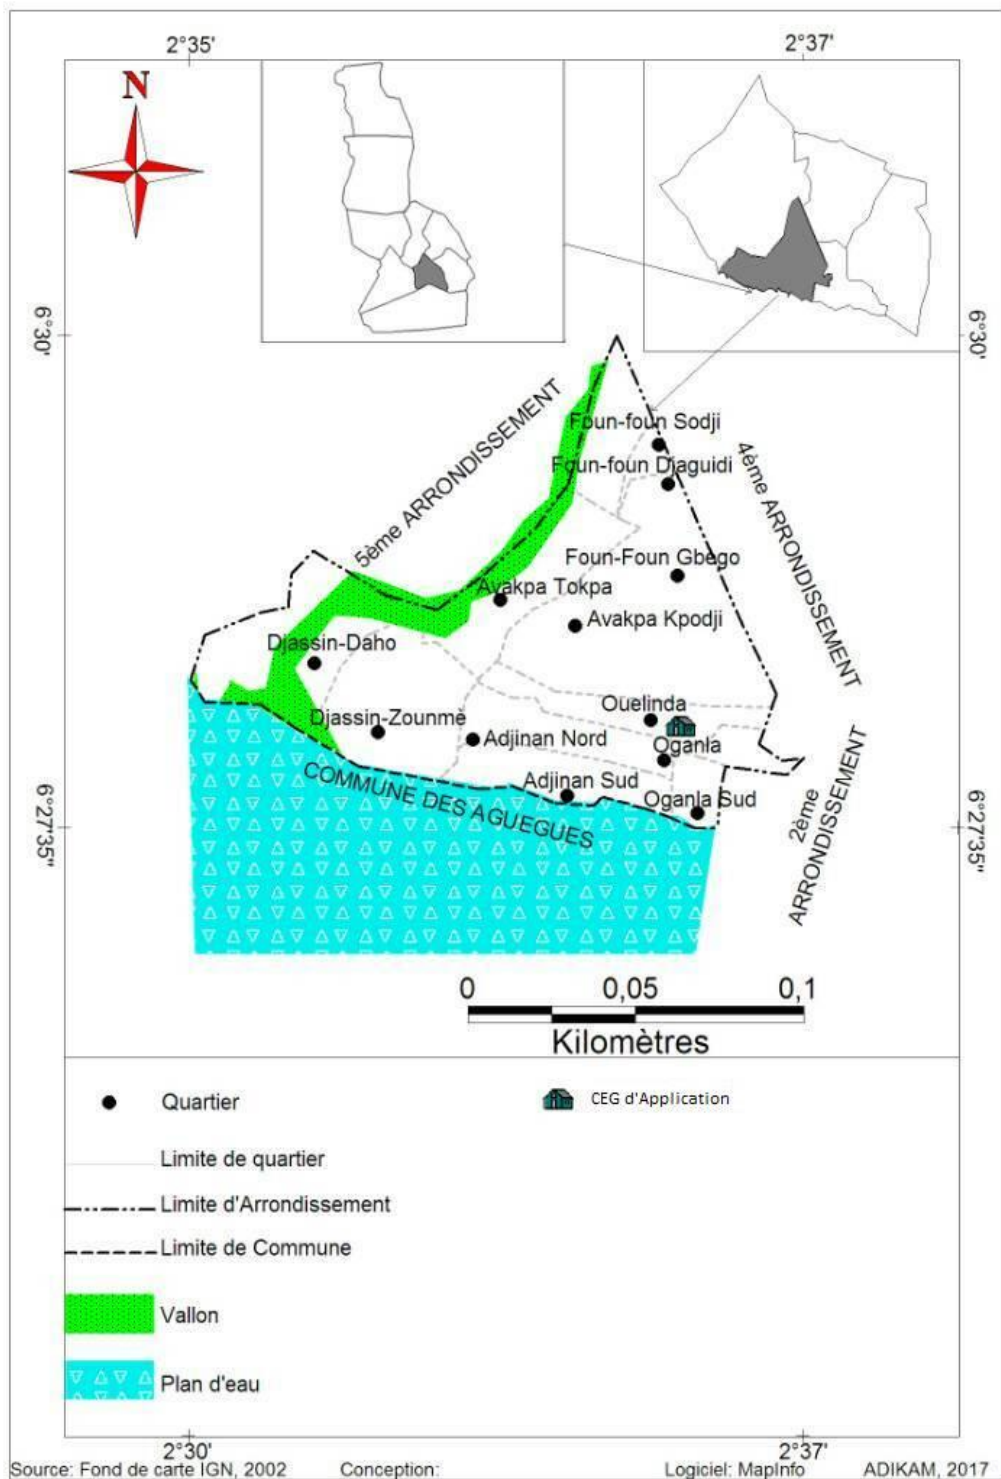 2°35' 2°37'
N
6°30' 6°30'
Foun-foun Sodji
5ème ARRONDISSEMENT
Foun-foun Djaguidi
4ème ARRONDISSEMENT
Foun-Foun Gbego
Avakpa Tokpa
Avakpa Kpodji
Djassin-Daho
Ouelinda
Djassin-Zounmè
Adjinan Nord
Oganla
COMMUNE DES AGUEGUES
Adjinan Sud
Oganla Sud
2ème
ARRONDISSEMENT
6°27'35" 6°27'35"
0 0,05 0,1
Kilomètres
Quartier
CEG d'Application
Limite de quartier
Limite d'Arrondissement
Limite de Commune
Vallon
Plan d'eau
2°30' 2°37'
Source: Fond de carte IGN, 2002 Conception: Logiciel: MapInfo ADIKAM, 2017